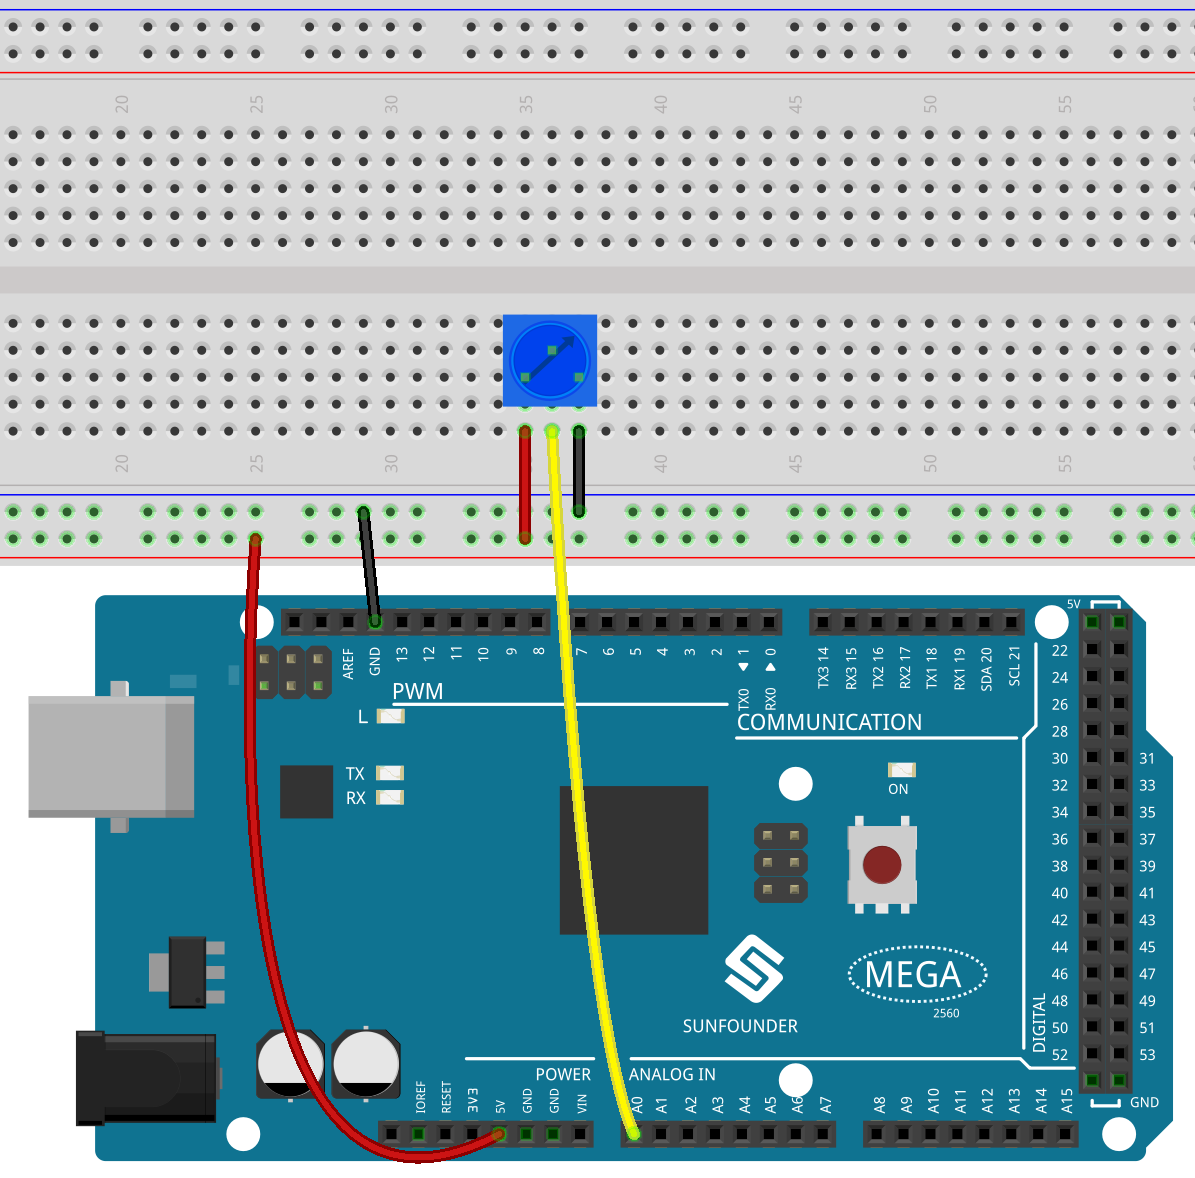 20 25 30 35 40 45 50 55
20 25 30 40 45 50 55
5V
AREF GND 13 12 11 10 9 8 7 6 5 4 3 2 1 0
TX0 RX0
TX3 14 RX3 15 TX2 16 RX2 17 TX1 18 RX1 19 SDA 20 SCL 21
PWM
L
COMMUNICATION
TX
RX
ON
22
24
26
28
30 31
32 33
34 35
36 37
38 39
40 41
42 43
44 45
46 47
48 49
50 51
52 53
DIGITAL
GND
MEGA
2560
SUNFOUNDER
POWER
ANALOG IN
IOREF RESET 3V3 5V GND GND VIN
A0 A1 A2 A3 A4 A5 A6 A7
A8 A9 A10 A11 A12 A13 A14 A15